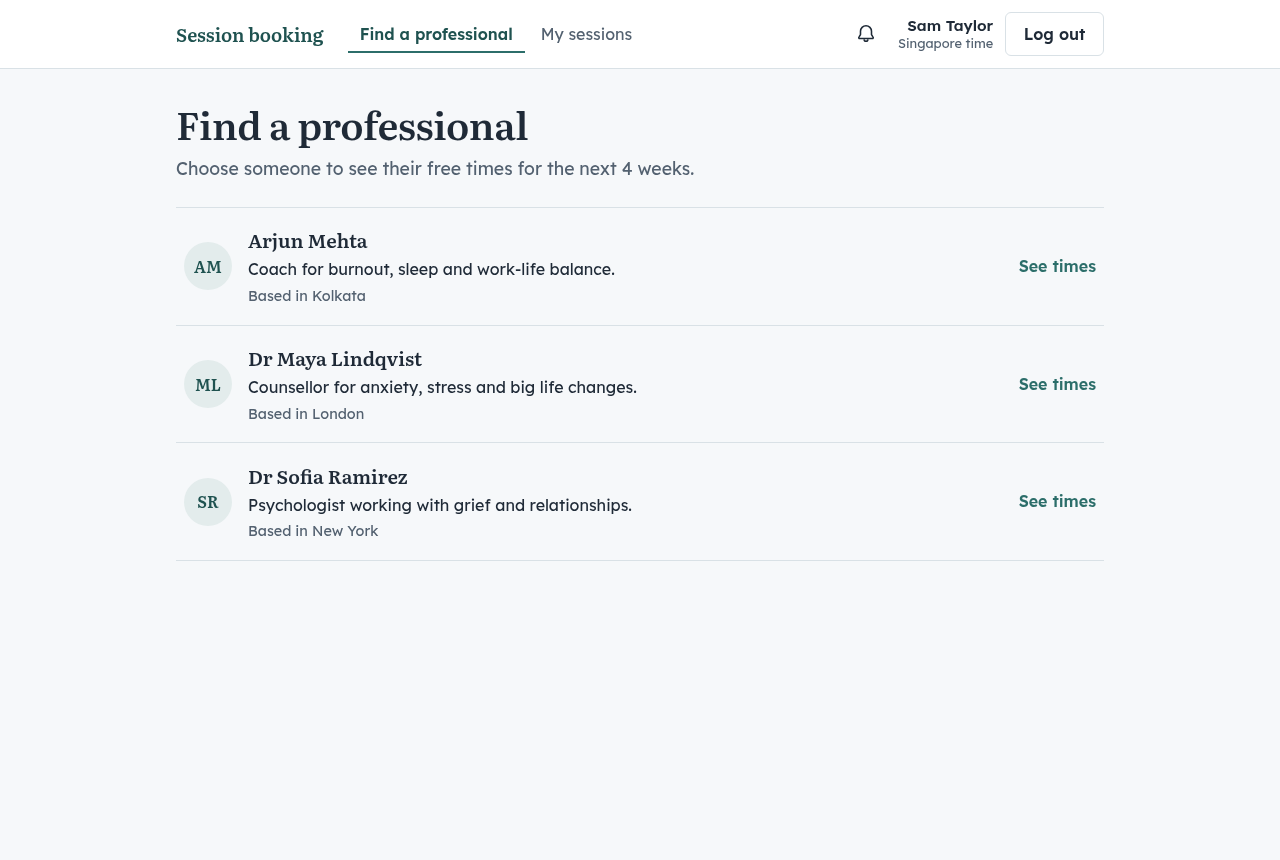 Session booking
Find a professional
My sessions
Sam Taylor
Singapore time
Log out
Find a professional
Choose someone to see their free times for the next 4 weeks.
AM
Arjun Mehta
Coach for burnout, sleep and work-life balance.
Based in Kolkata
See times
ML
Dr Maya Lindqvist
Counsellor for anxiety, stress and big life changes.
Based in London
See times
SR
Dr Sofia Ramirez
Psychologist working with grief and relationships.
Based in New York
See times